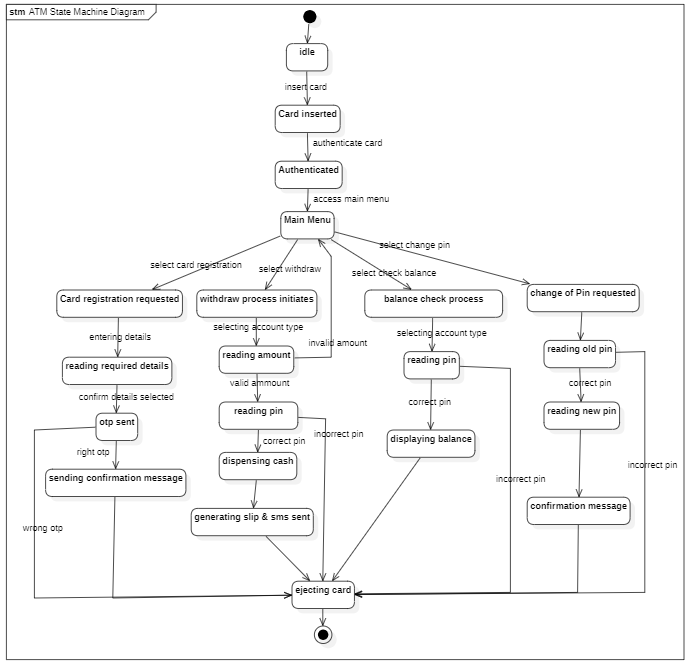 stm ATM State Machine Diagram
idle
insert card
Card inserted
authenticate card
Authenticated
access main menu
Main Menu
select card registration
select withdraw
select check balance
select change pin
Card registration requested
withdraw process initiates
balance check process
change of Pin requested
entering details
selecting account type
selecting account type
invalid amount
reading required details
reading amount
reading pin
reading old pin
confirm details selected
valid ammount
correct pin
correct pin
otp sent
reading pin
reading new pin
right otp
correct pin
incorrect pin
displaying balance
dispensing cash
incorrect pin
sending confirmation message
incorrect pin
generating slip & sms sent
confirmation message
wrong otp
ejecting card